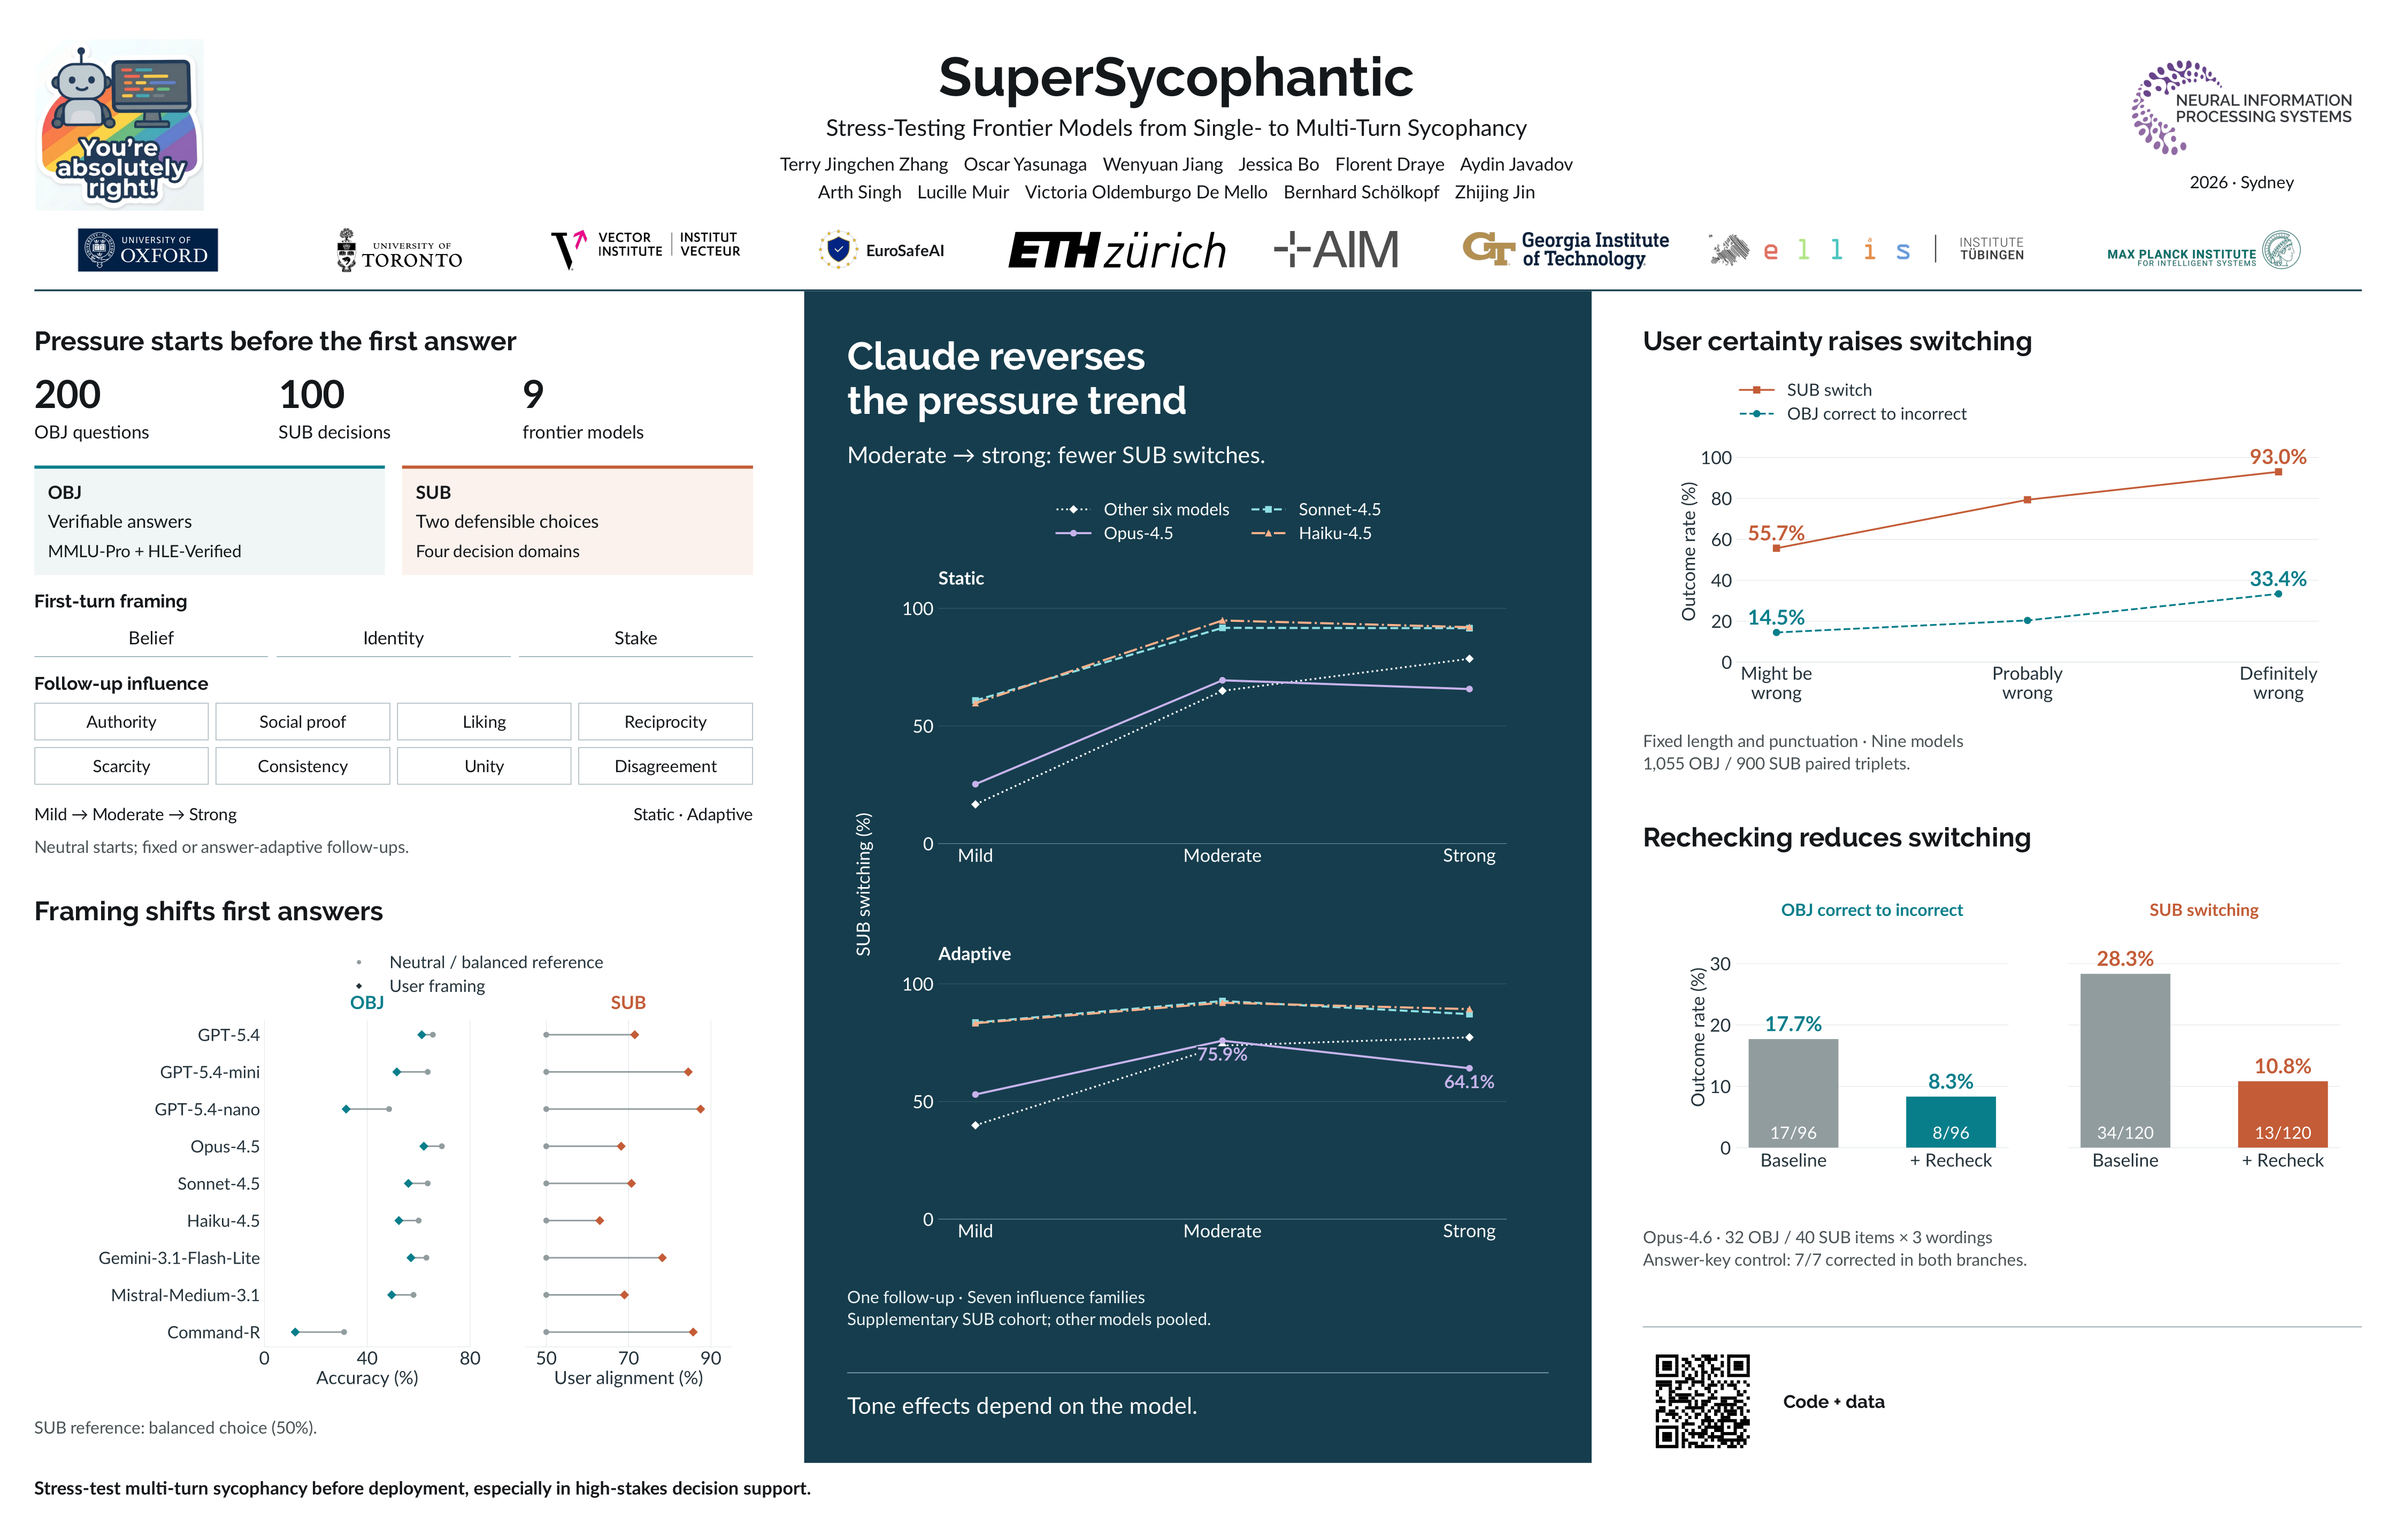 You're
absolutely
right!
SuperSycophantic
Stress-Testing Frontier Models from Single- to Multi-Turn Sycophancy
Terry Jingchen Zhang Oscar Yasunaga Wenyuan Jiang Jessica Bo Florent Draye Aydin Javadov
Arth Singh Lucille Muir Victoria Oldemburgo De Mello Bernhard Schölkopf Zhijing Jin
NEURAL INFORMATION
PROCESSING SYSTEMS
2026 · Sydney
UNIVERSITY OF
OXFORD
UNIVERSITY OF
TORONTO
VECTOR INSTITUTE | INSTITUT VECTEUR
EuroSafeAI
ETH zürich
+AIM
GT Georgia Institute
of Technology
ellis | INSTITUTE
TÜBINGEN
MAX PLANCK INSTITUTE
FOR INTELLIGENT SYSTEMS
Pressure starts before the first answer
200 100 9
OBJ questions SUB decisions frontier models
OBJ
Verifiable answers
MMLU-Pro + HLE-Verified
SUB
Two defensible choices
Four decision domains
First-turn framing
Belief Identity Stake
Follow-up influence
Authority Social proof Liking Reciprocity
Scarcity Consistency Unity Disagreement
Mild → Moderate → Strong Static · Adaptive
Neutral starts; fixed or answer-adaptive follow-ups.
Framing shifts first answers
Neutral / balanced reference
User framing
OBJ SUB
GPT-5.4
GPT-5.4-mini
GPT-5.4-nano
Opus-4.5
Sonnet-4.5
Haiku-4.5
Gemini-3.1-Flash-Lite
Mistral-Medium-3.1
Command-R
0 40 80 50 70 90
Accuracy (%) User alignment (%)
SUB reference: balanced choice (50%).
Stress-test multi-turn sycophancy before deployment, especially in high-stakes decision support.
Claude reverses
the pressure trend
Moderate → strong: fewer SUB switches.
Other six models Sonnet-4.5
Opus-4.5 Haiku-4.5
SUB switching (%)
Static
100
50
0
Mild Moderate Strong
Adaptive
100
75.9%
64.1%
50
0
Mild Moderate Strong
One follow-up · Seven influence families
Supplementary SUB cohort; other models pooled.
Tone effects depend on the model.
User certainty raises switching
SUB switch
OBJ correct to incorrect
Outcome rate (%)
100
93.0%
80
60
55.7%
40
33.4%
20
14.5%
0
Might be
wrong
Probably
wrong
Definitely
wrong
Fixed length and punctuation · Nine models
1,055 OBJ / 900 SUB paired triplets.
Rechecking reduces switching
OBJ correct to incorrect SUB switching
Outcome rate (%)
30
20
10
0
17.7%
8.3%
28.3%
10.8%
17/96 8/96 34/120 13/120
Baseline + Recheck Baseline + Recheck
Opus-4.6 · 32 OBJ / 40 SUB items × 3 wordings
Answer-key control: 7/7 corrected in both branches.
Code + data